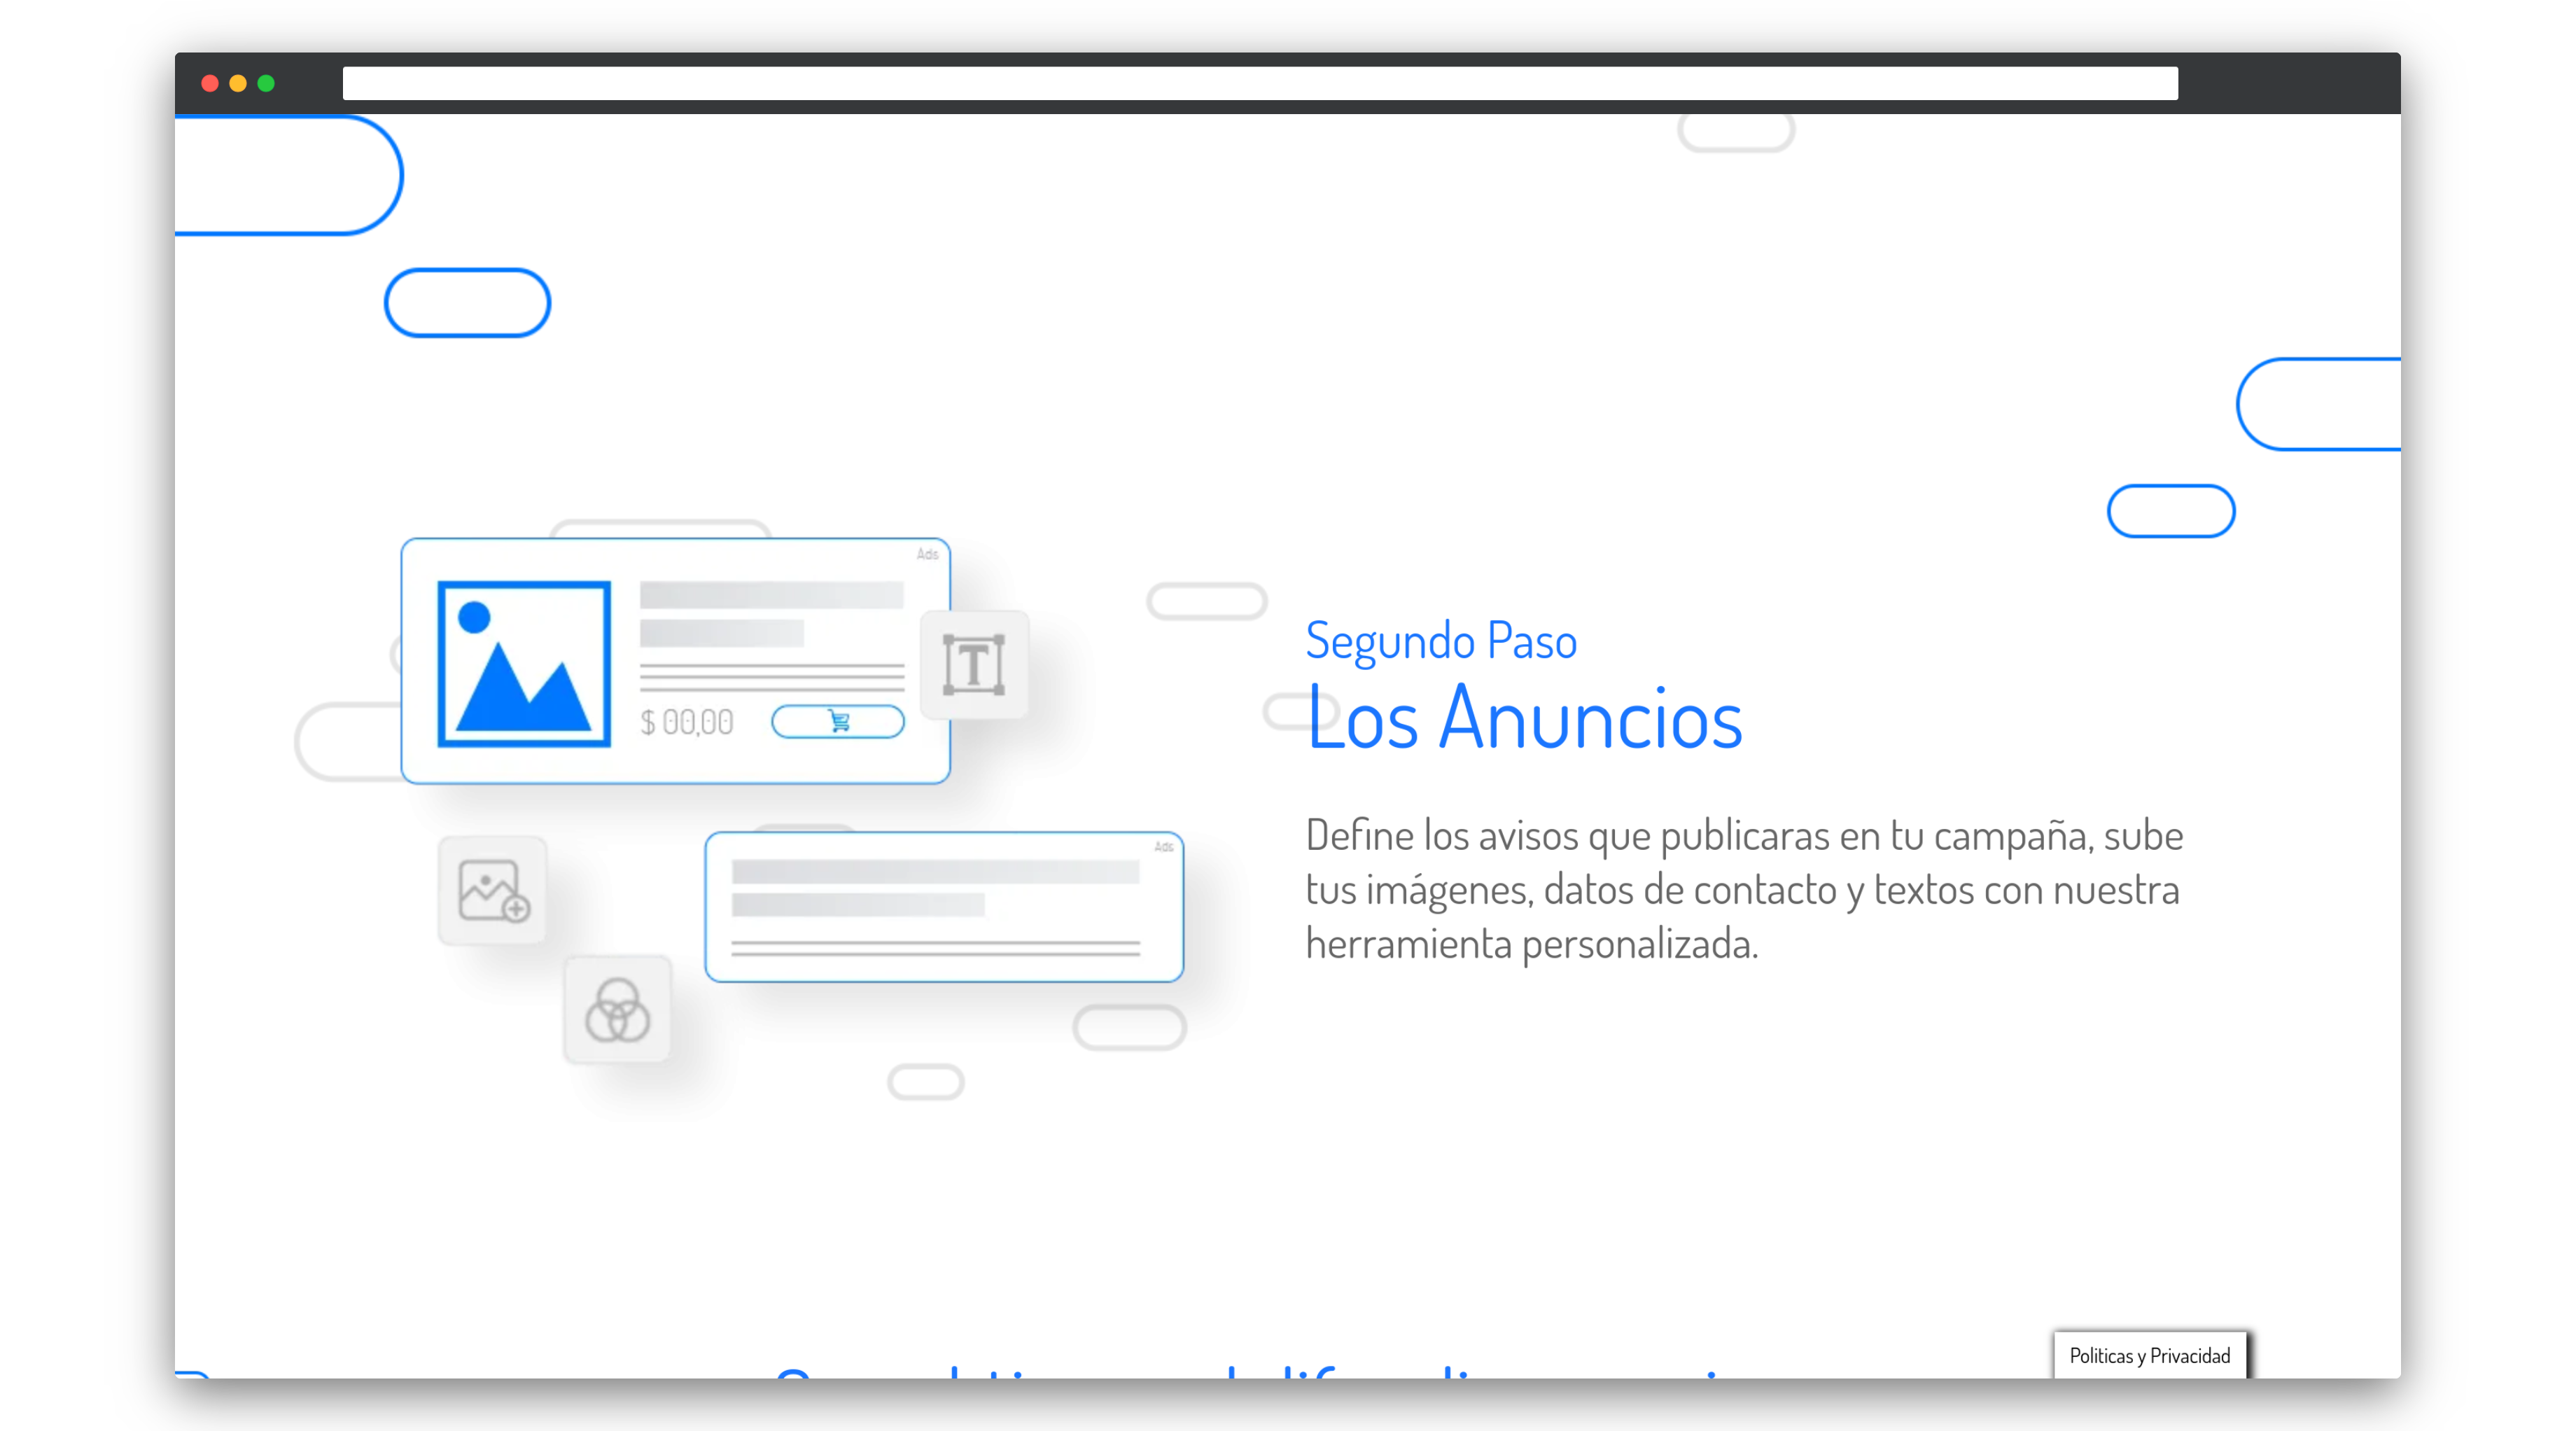 Ads
$ 00,00
Segundo Paso
Los Anuncios
Define los avisos que publicaras en tu campaña, sube
tus imágenes, datos de contacto y textos con nuestra
herramienta personalizada.
Ads
Politicas y Privacidad